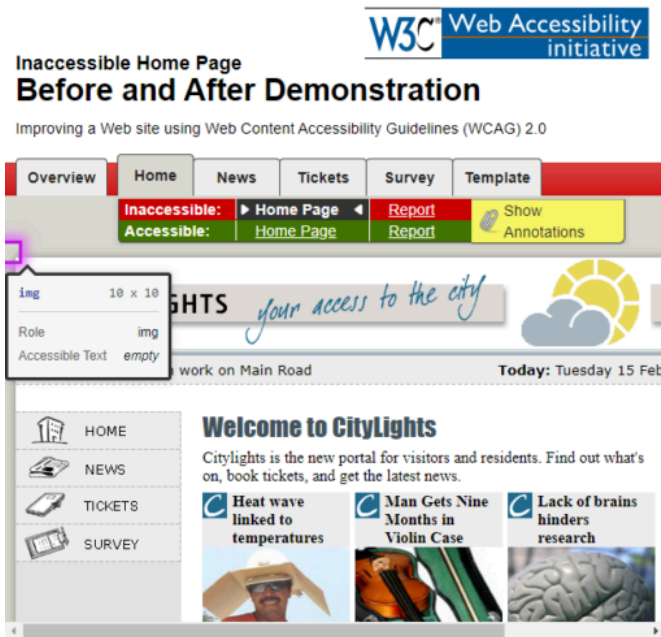 W3C® Web Accessibility
initiative
Inaccessible Home Page
Before and After Demonstration
Improving a Web site using Web Content Accessibility Guidelines (WCAG) 2.0
Overview Home News Tickets Survey Template
Inaccessible: Home Page Report
Accessible: Home Page Report
Show
Annotations
img 10 x 10
Role img
Accessible Text empty
GHTS your access to the city
work on Main Road
Today: Tuesday 15 Feb
HOME
NEWS
TICKETS
SURVEY
Welcome to CityLights
Citylights is the new portal for visitors and residents. Find out what's
on, book tickets, and get the latest news.
Heat wave
linked to
temperatures
Man Gets Nine
Months in
Violin Case
Lack of brains
hinders
research